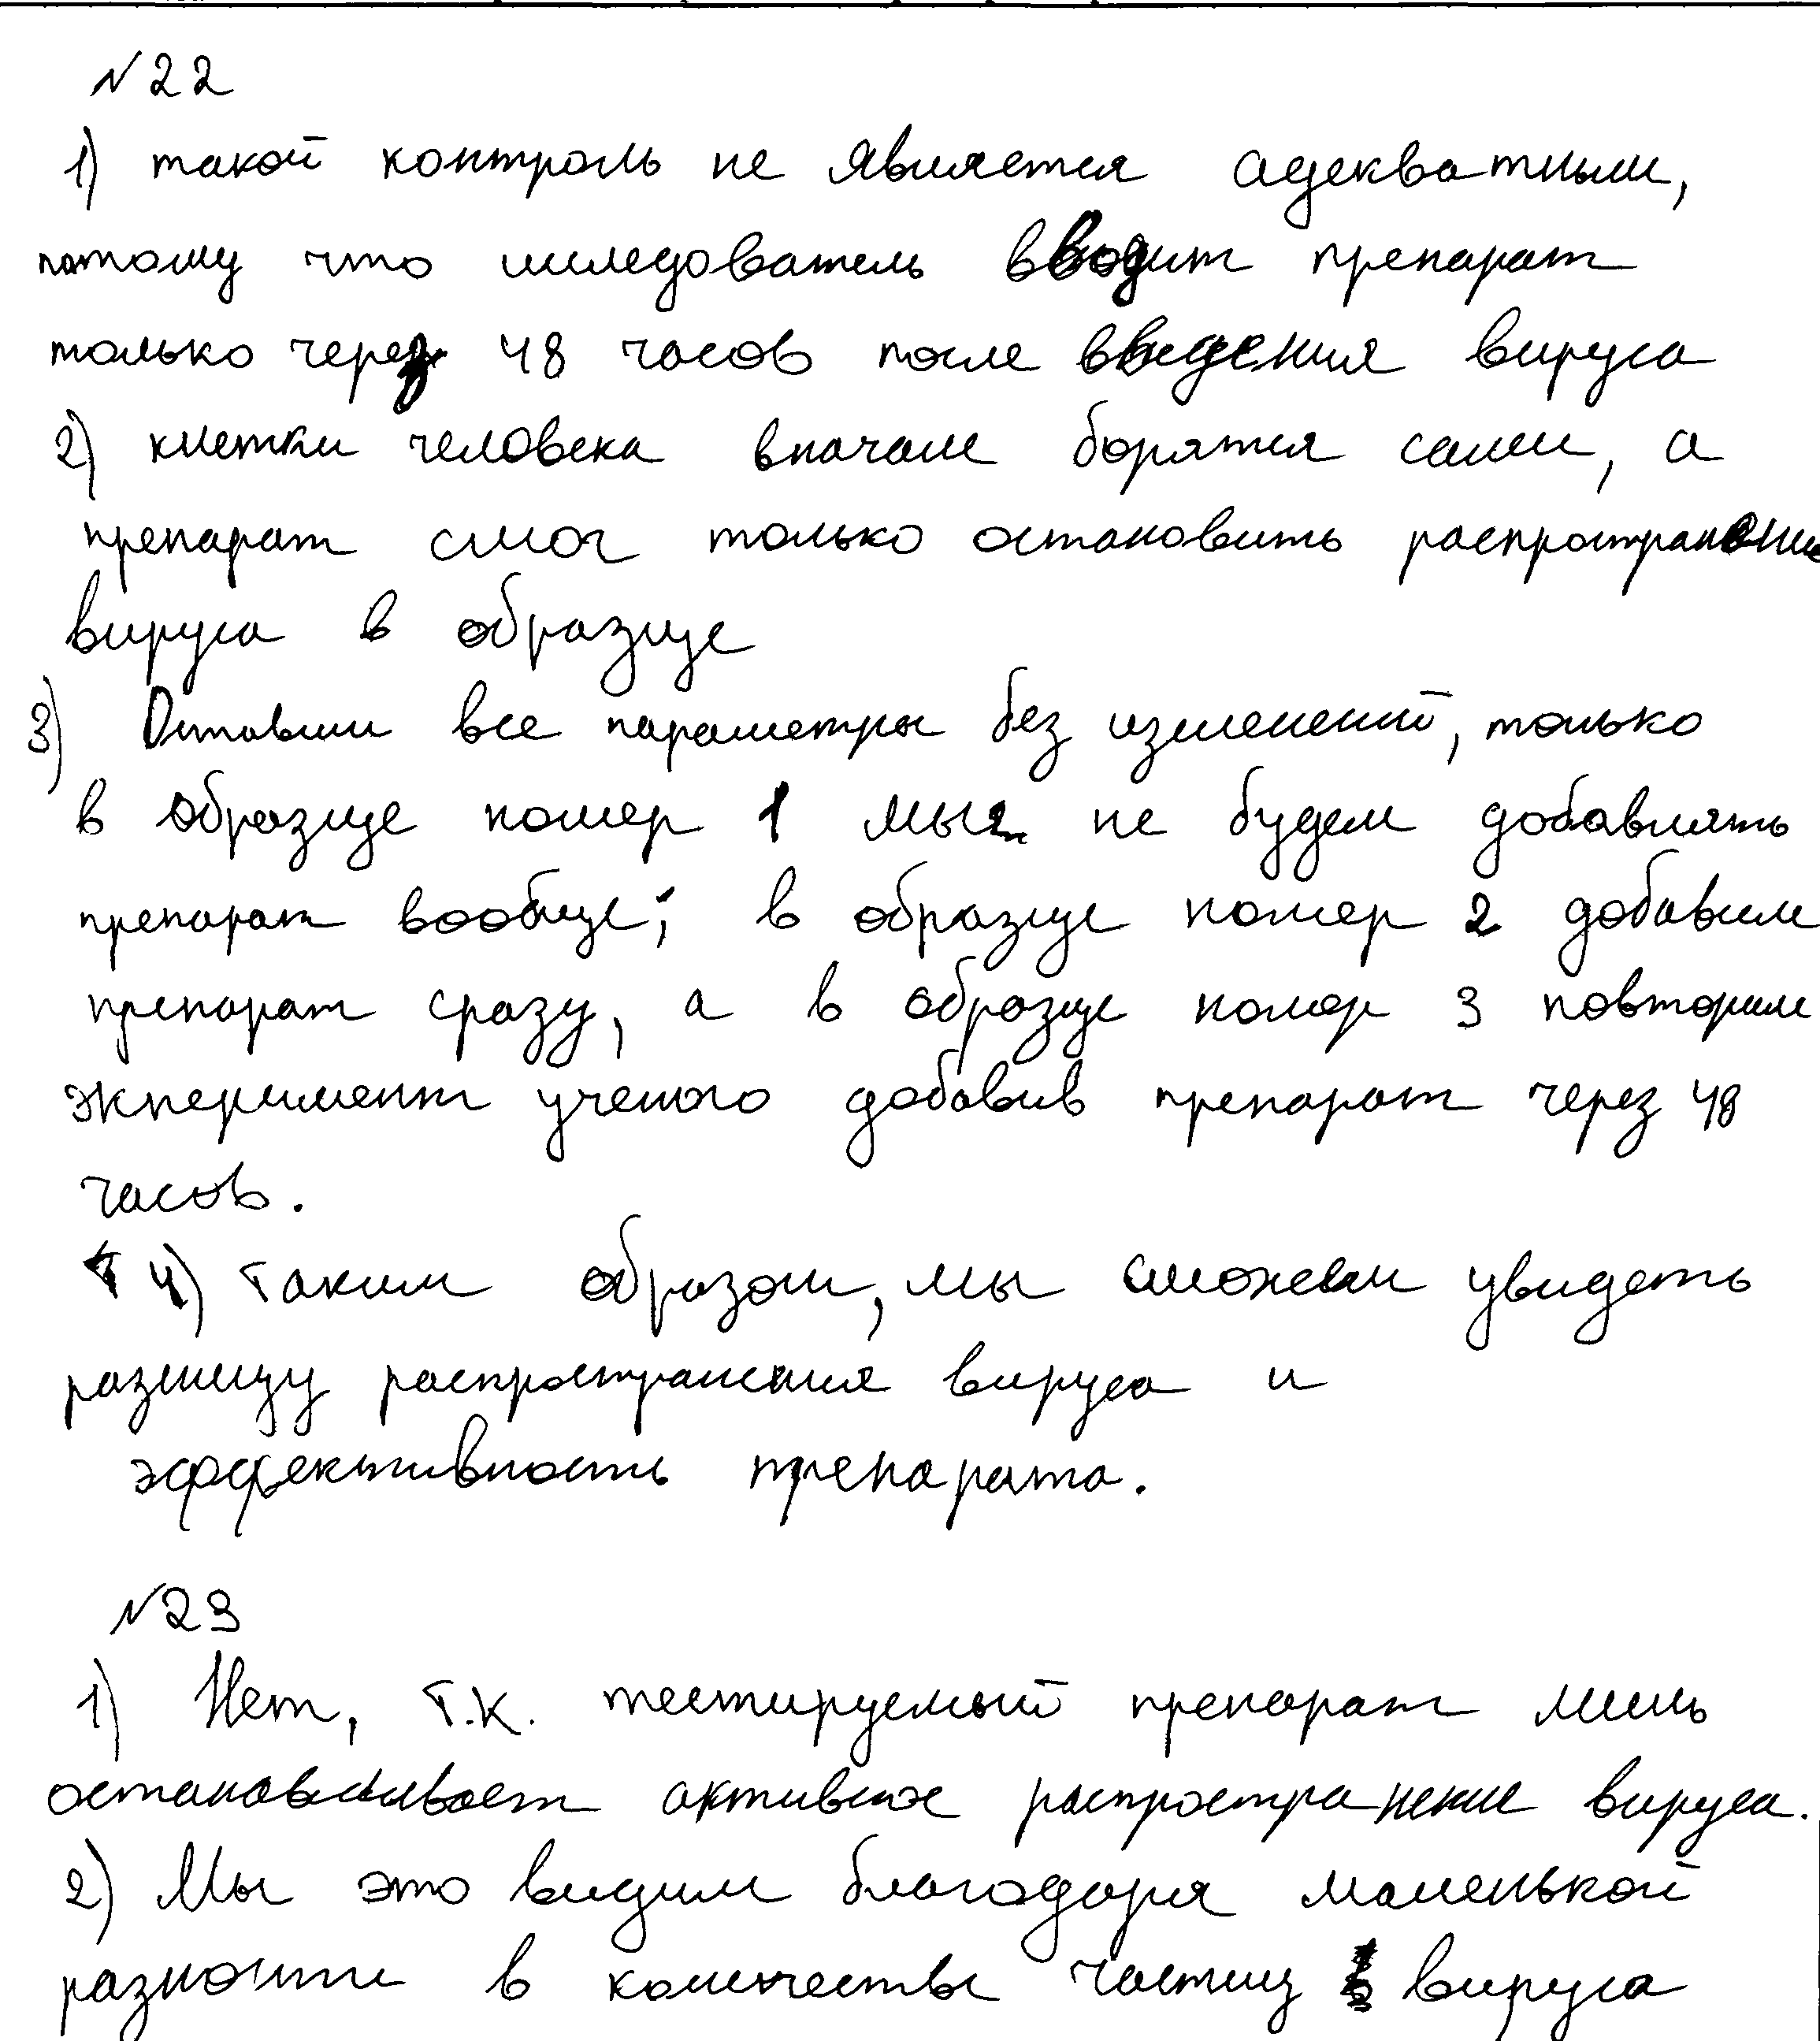 №22
1) такой контроль не является адекватным,
потому что исследователь вводит препарат
только через 48 часов после введения вируса
2) клетки человека вначале борятся сами, а
препарат смог только остановить распространение
вируса в образце
3) Оставим все параметры без изменений, только
в образце номер 1 мы не будем добавлять
препарат вообще; в образце номер 2 добавим
препарат сразу, а в образце номер 3 повторим
эксперимент ученого добавив препарат через 48
часов.
4) Таким образом, мы сможем увидеть
разницу распространения вируса и
эффективность препарата.
№23
1) Нет, т.к. тестируемый препарат лишь
останавливает активное распространение вируса.
2) Мы это видим благодаря маленькой
разности в количестве частиц вируса